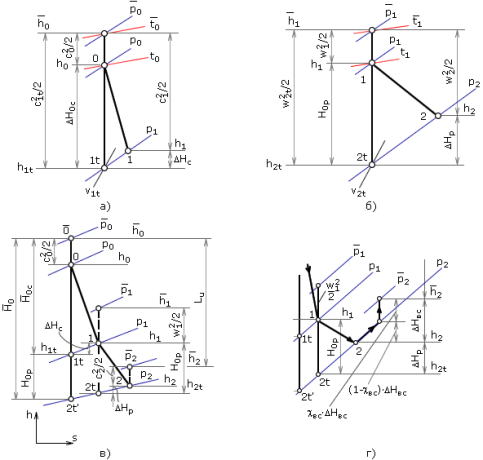 h̄₀
p̄₀
t̄₀
p₀
t₀
c₀²/2
0
h₀
c₁t²/2
ΔH₀c
c₁²/2
p₁
h₁
1t
1
ΔHc
h₁t
v₁t
а)
h̄₁
p̄₁
t̄₁
w₁²/2
p₁
t₁
h₁
1
w₂t²/2
H₀p
w₂²/2
p₂
h₂
2
ΔHp
2t
h₂t
v₂t
б)
0̄
p̄₀
h̄₀
c₀²/2
0
p₀
h₀
H̄₀
H̄₀c
Lu
p̄₁
h̄₁
ΔHc
w₁²/2
1
p₁
h₁
h₁t
1t
c₂²/2
p̄₂
h̄₂
H₀p
2
p₂
h₂
2t
h₂t
H₀p
2t'
ΔHp
h
s
в)
p̄₁
w₁²
2
p₁
p̄₂
p₂
h̄₂
1
h₁
ΔHвс
H₀p
2
h₂
ΔHp
2t
h₂t
2t'
(1-χвс)·ΔHвс
χвс·ΔHвс
г)